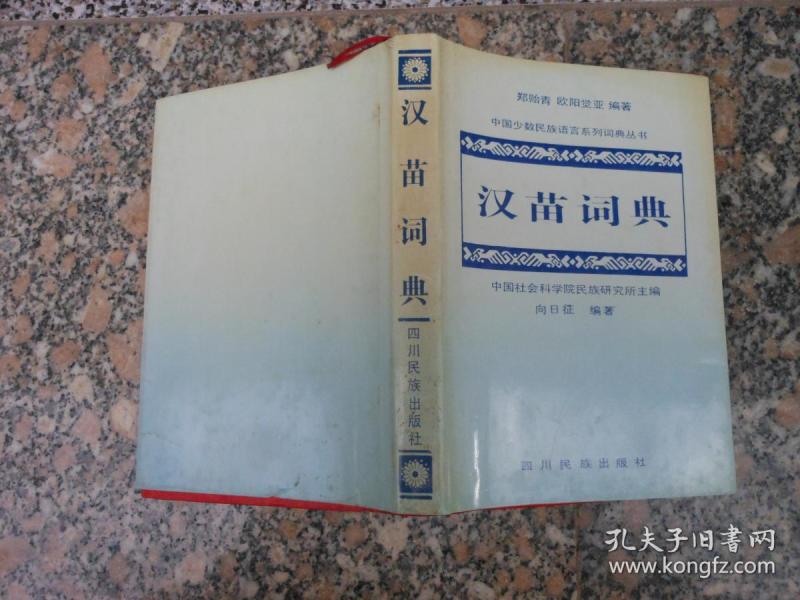 汉苗词典
四川民族出版社
郑贻青 欧阳觉亚 编著
中国少数民族语言系列词典丛书
汉苗词典
中国社会科学院民族研究所主编
向日征 编著
四川民族出版社
孔夫子旧书网
www.kongfz.com